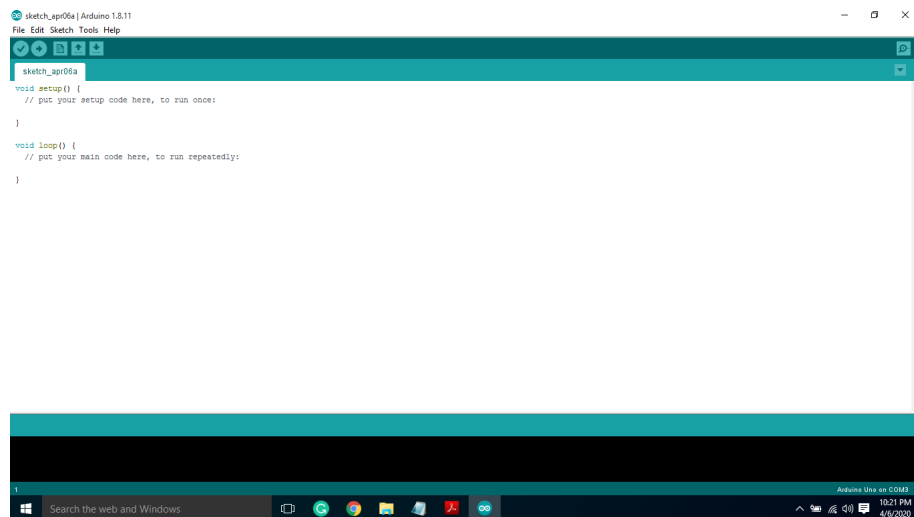 sketch_apr06a | Arduino 1.8.11
File Edit Sketch Tools Help
sketch_apr06a
void setup() {
  // put your setup code here, to run once:
}
void loop() {
  // put your main code here, to run repeatedly:
}
1
Arduino Uno on COM3
Search the web and Windows
10:21 PM
4/6/2020